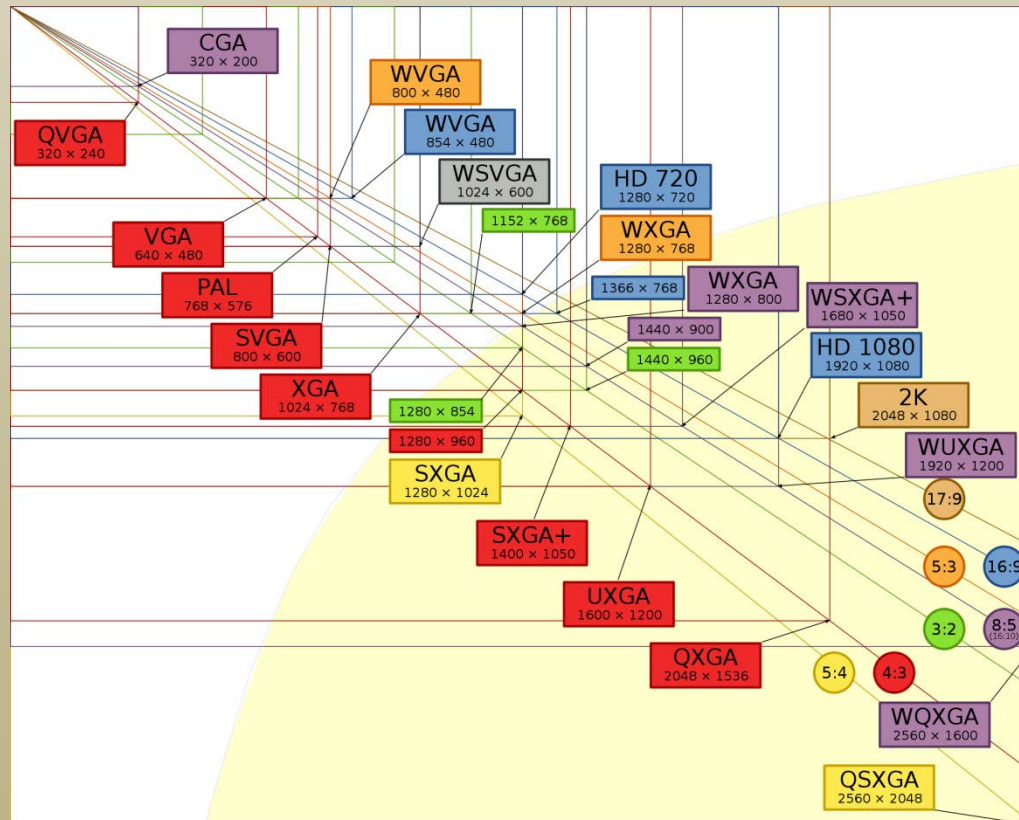 CGA
320 × 200
WVGA
800 × 480
WVGA
854 × 480
QVGA
320 × 240
WSVGA
1024 × 600
HD 720
1280 × 720
1152 × 768
VGA
640 × 480
WXGA
1280 × 768
PAL
768 × 576
1366 × 768
WXGA
1280 × 800
WSXGA+
1680 × 1050
SVGA
800 × 600
1440 × 900
HD 1080
1920 × 1080
1440 × 960
XGA
1024 × 768
2K
2048 × 1080
1280 × 854
1280 × 960
WUXGA
1920 × 1200
SXGA
1280 × 1024
17:9
SXGA+
1400 × 1050
5:3
16:9
UXGA
1600 × 1200
3:2
8:5
(16:10)
QXGA
2048 × 1536
5:4
4:3
WQXGA
2560 × 1600
QSXGA
2560 × 2048